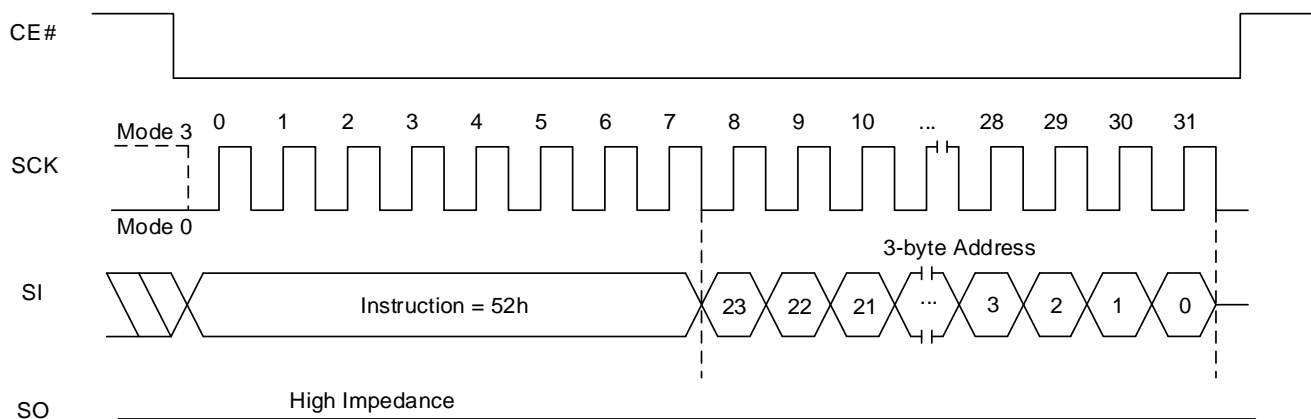 CE#
0 1 2 3 4 5 6 7 8 9 10 ... 28 29 30 31
Mode 3
SCK
Mode 0
3-byte Address
SI
Instruction = 52h
23 22 21 ... 3 2 1 0
High Impedance
SO